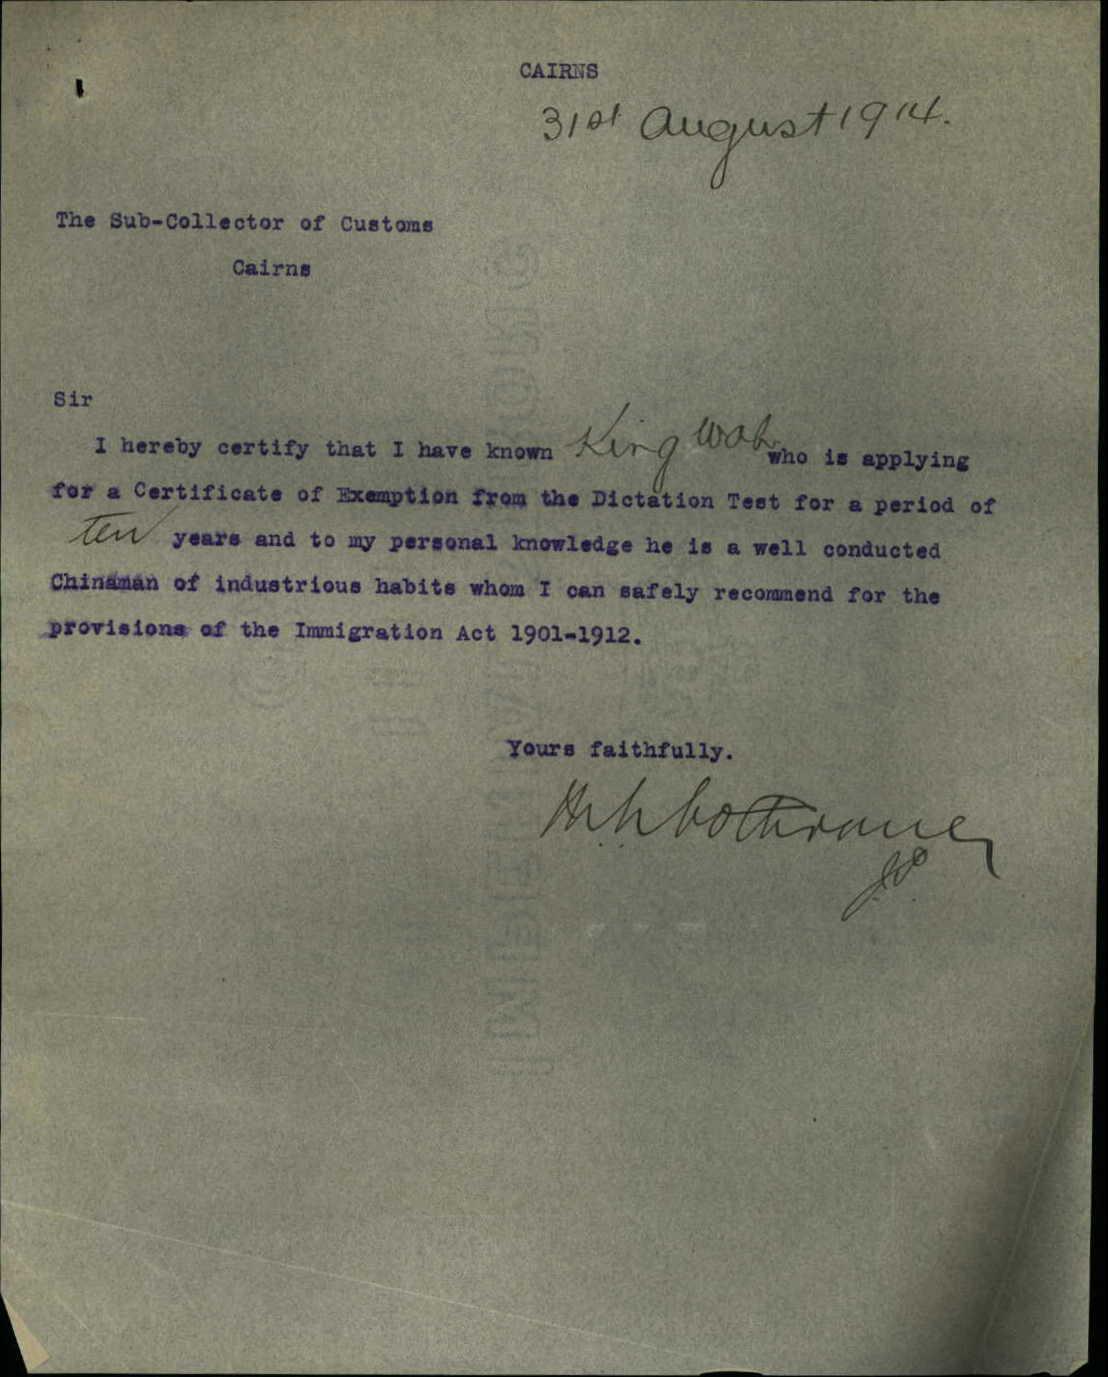 CAIRNS
31st August 1914.
The Sub-Collector of Customs
Cairns
Sir
I hereby certify that I have known King Wah who is applying
for a Certificate of Exemption from the Dictation Test for a period of
ten years and to my personal knowledge he is a well conducted
Chinaman of industrious habits whom I can safely recommend for the
provisions of the Immigration Act 1901-1912.
Yours faithfully.
Cothrane
JP